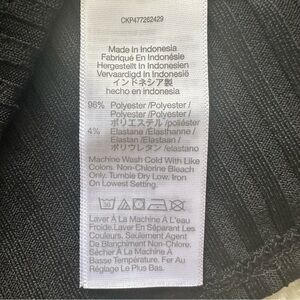 CKP477262429
Made In Indonesia
Fabriqué En Indonésie
Hergestellt In Indonesien
Vervaardigd In Indonesië
インドネシア製
hecho en indonesia
96% Polyester /Polyester /
Polyester /Polyester /
ポリエステル /poliéster
4% Elastane /Elasthanne /
Elastan /Elastaan /
ポリウレタン /elastano
Machine Wash Cold With Like
Colors. Non-Chlorine Bleach
Only. Tumble Dry Low. Iron
On Lowest Setting.
Laver À La Machine À L'eau
Froide.Laver En Séparant Les
Couleurs. Seulement Agent
De Blanchiment Non-Chloré.
Séchage À La Machine À
Basse Température. Fer Au
Réglage Le Plus Bas.